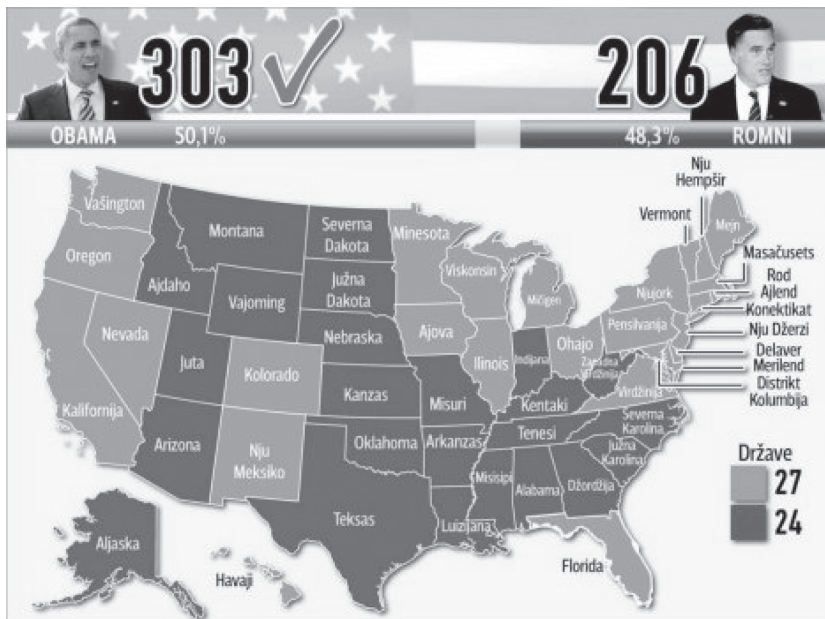 303
206
OBAMA 50,1%
48,3% ROMNI
Nju
Hempšir
Vermont
Mejn
Masačusets
Rod
Ajlend
Konektikat
Nju Džerzi
Delaver
Merilend
Distrikt
Kolumbija
Vašington
Oregon
Kalifornija
Nevada
Ajdaho
Montana
Vajoming
Juta
Arizona
Kolorado
Nju
Meksiko
Severna
Dakota
Južna
Dakota
Nebraska
Kanzas
Oklahoma
Teksas
Minesota
Ajova
Misuri
Arkanzas
Luizijana
Viskonsin
Ilinois
Mičigen
Indijana
Ohajo
Kentaki
Tenesi
Misisipi
Alabama
Džordžija
Florida
Njujork
Pensilvanija
Zapadna
Virdžinija
Virdžinija
Severna
Karolina
Južna
Karolina
Aljaska
Havaji
Države
27
24